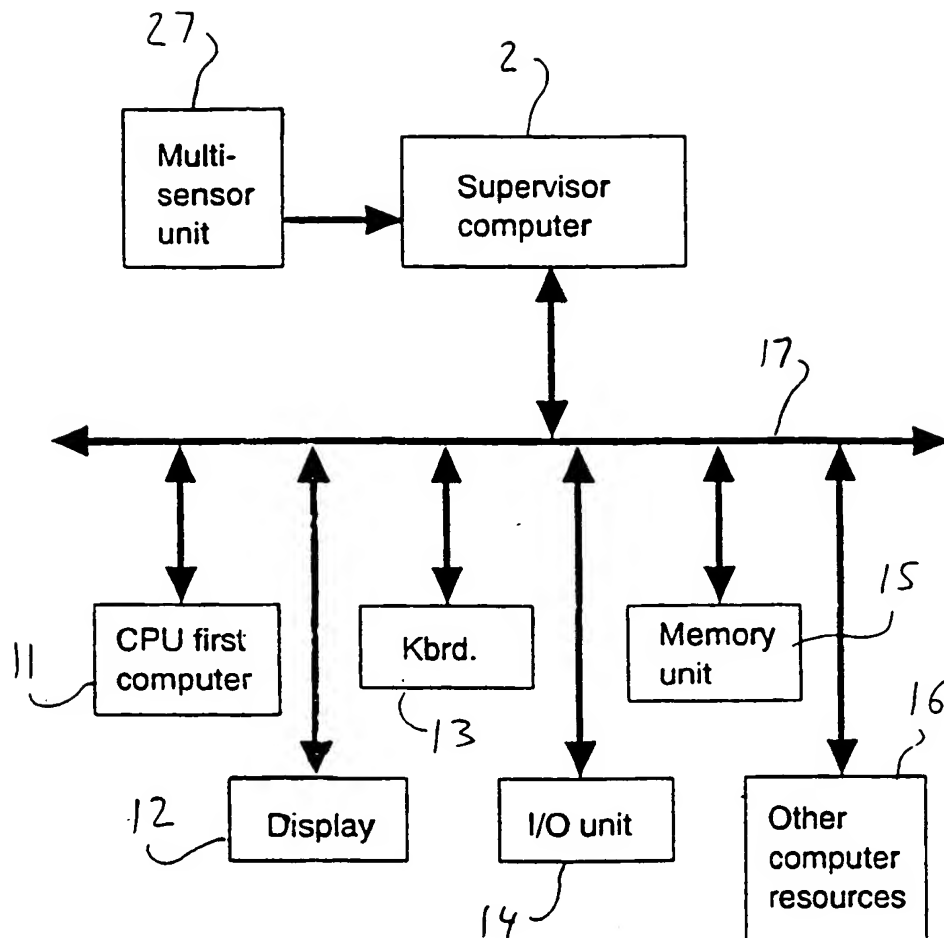 27
2
Multi-
sensor
unit
Supervisor
computer
17
15
CPU first
computer
Kbrd.
Memory
unit
11
13
16
12
Display
I/O unit
Other
computer
resources
14